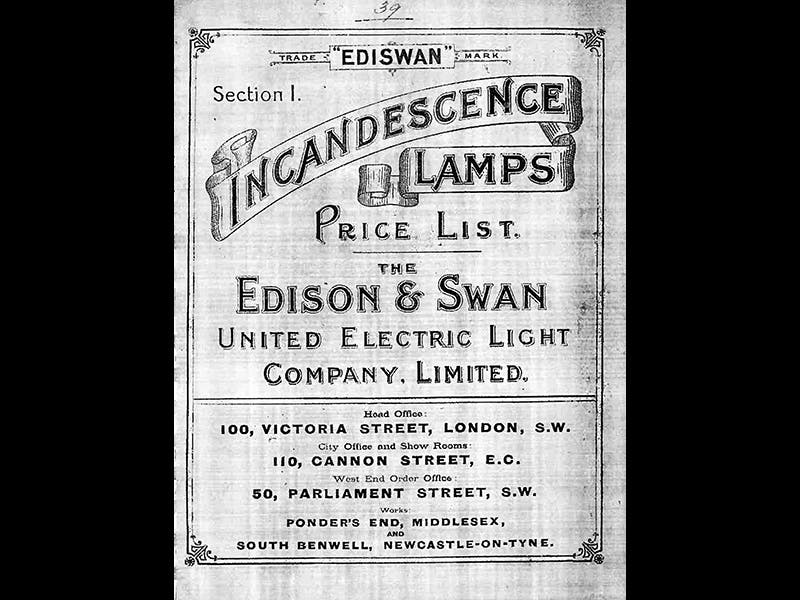 39
TRADE "EDISWAN" MARK.
Section I.
INCANDESCENCE
LAMPS
PRICE LIST.
THE
EDISON & SWAN
UNITED ELECTRIC LIGHT
COMPANY, LIMITED.
Head Office:
100, VICTORIA STREET, LONDON, S.W.
City Office and Show Rooms:
110, CANNON STREET, E.C.
West End Order Office:
50, PARLIAMENT STREET, S.W.
Works:
PONDER'S END, MIDDLESEX,
AND
SOUTH BENWELL, NEWCASTLE-ON-TYNE.